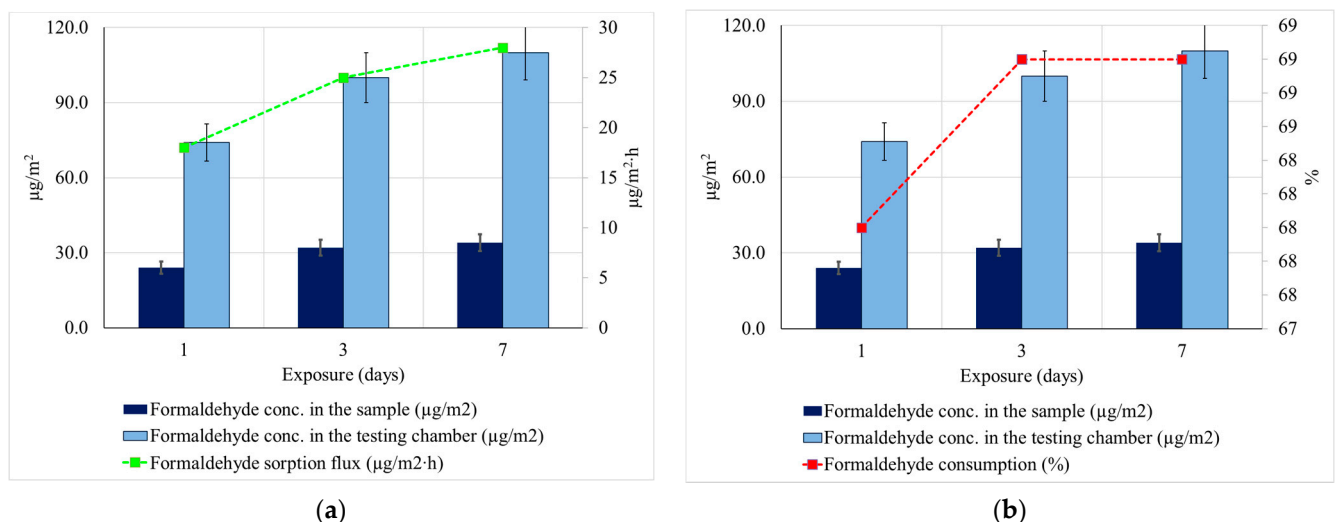 120.0
90.0
60.0
30.0
0.0
µg/m²
30
25
20
15
10
5
0
µg/m²·h
1 3 7
Exposure (days)
Formaldehyde conc. in the sample (µg/m2)
Formaldehyde conc. in the testing chamber (µg/m2)
Formaldehyde sorption flux (µg/m2·h)
(a)
120.0
90.0
60.0
30.0
0.0
µg/m²
69
69
69
69
68
68
68
68
68
67
%
1 3 7
Exposure (days)
Formaldehyde conc. in the sample (µg/m2)
Formaldehyde conc. in the testing chamber (µg/m2)
Formaldehyde consumption (%)
(b)